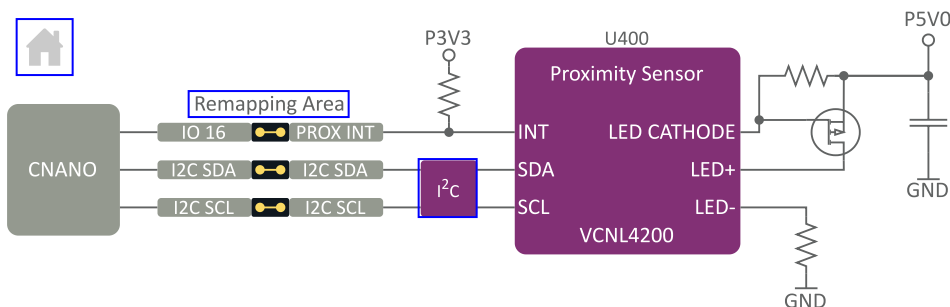 P5V0
P3V3
U400
Proximity Sensor
Remapping Area
CNANO
IO 16 PROX INT
INT
LED CATHODE
I2C SDA I2C SDA
I²C
SDA
LED+
GND
I2C SCL I2C SCL
SCL
LED-
VCNL4200
GND